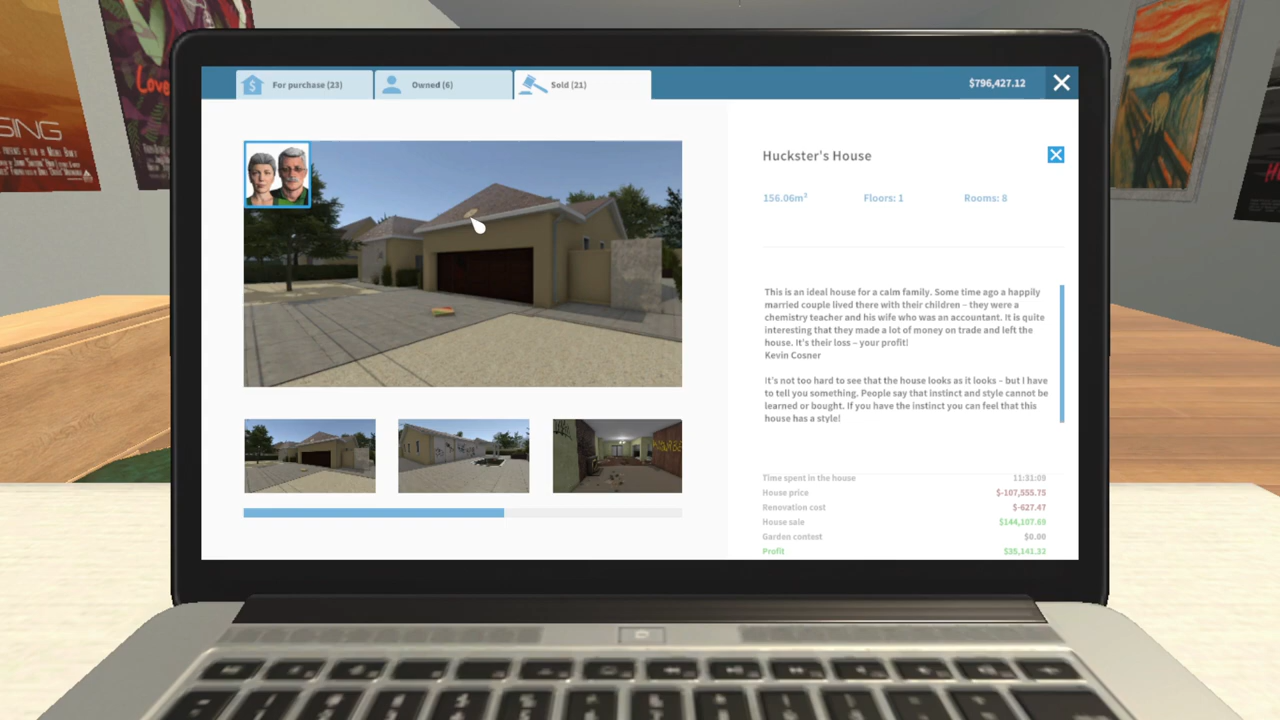 SING
Love
For purchase (23)
Owned (6)
Sold (21)
$796,427.12
Huckster's House
156.06m²
Floors: 1
Rooms: 8
This is an ideal house for a calm family. Some time ago a happily
married couple lived there with their children – they were a
chemistry teacher and his wife who was an accountant. It is quite
interesting that they made a lot of money on trade and left the
house. It's their loss – your profit!
Kevin Cosner
It's not too hard to see that the house looks as it looks – but I have
to tell you something. People say that instinct and style cannot be
learned or bought. If you have the instinct you can feel that this
house has a style!
Time spent in the house
11:31:09
House price
$-107,555.75
Renovation cost
$-627.47
House sale
$144,107.69
Garden contest
$0.00
Profit
$35,141.32